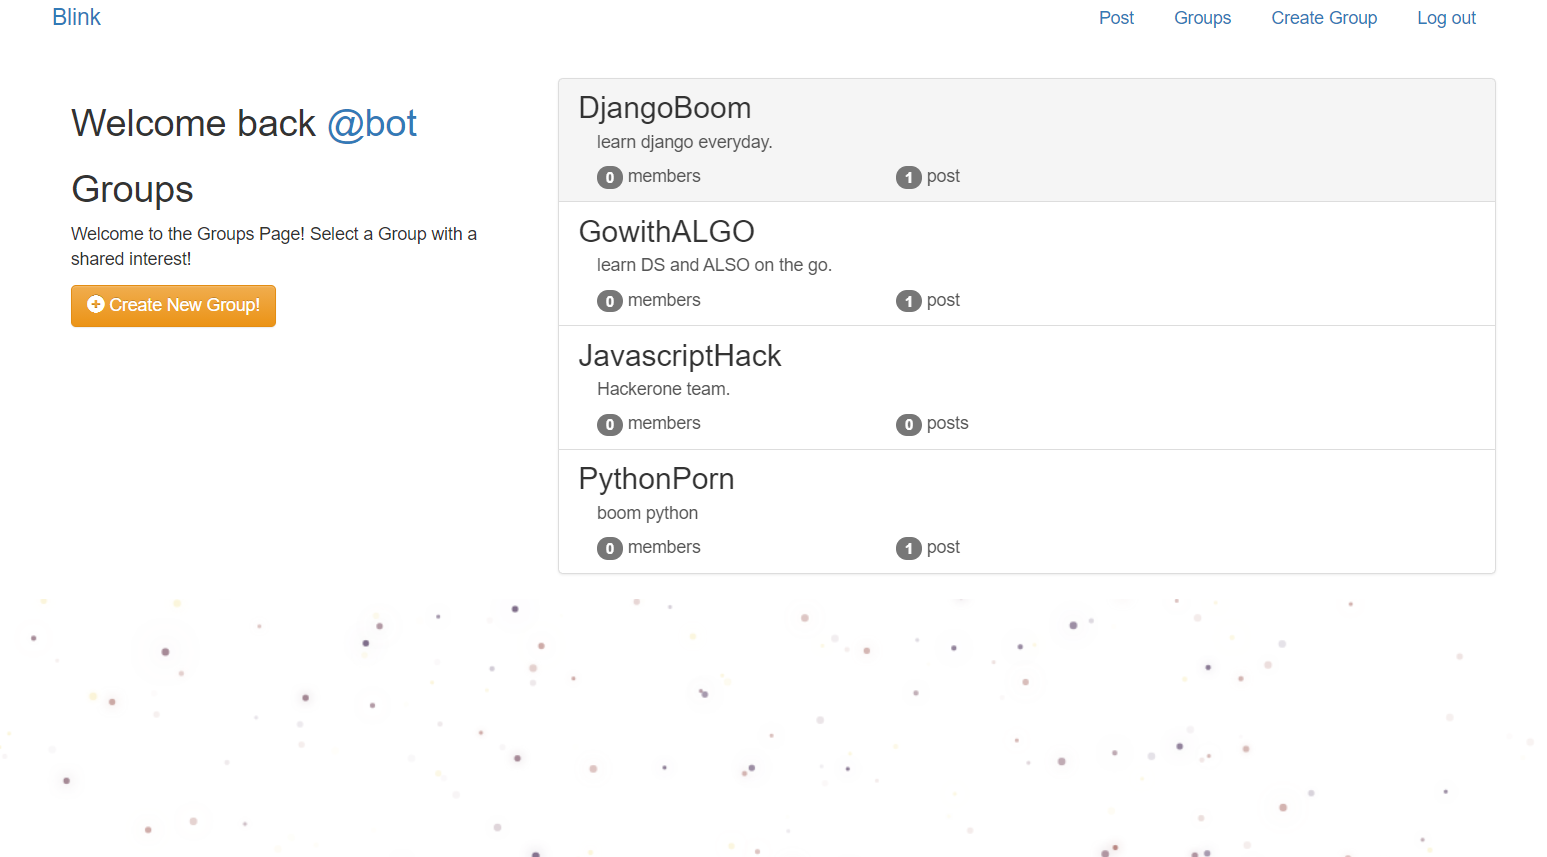 Blink
Post Groups Create Group Log out
Welcome back @bot
Groups
Welcome to the Groups Page! Select a Group with a
shared interest!
Create New Group!
DjangoBoom
learn django everyday.
0 members 1 post
GowithALGO
learn DS and ALSO on the go.
0 members 1 post
JavascriptHack
Hackerone team.
0 members 0 posts
PythonPorn
boom python
0 members 1 post